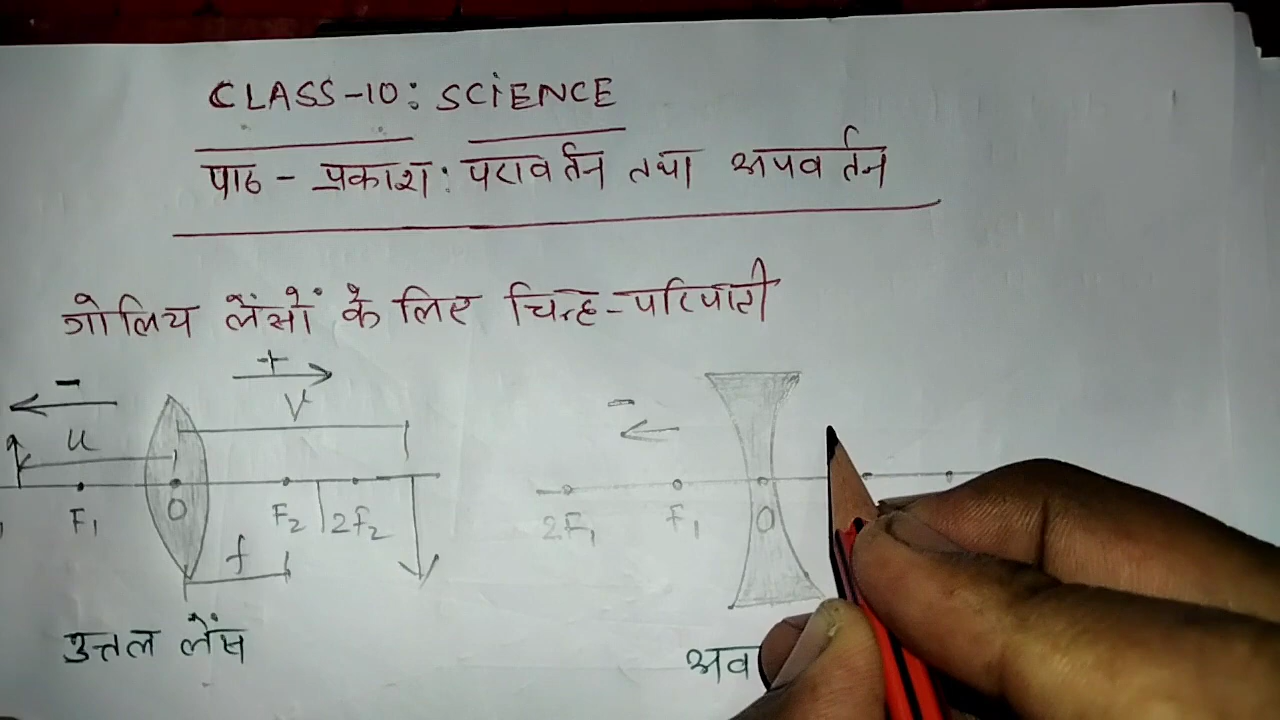 CLASS-10: SCIENCE
पाठ - प्रकाश: परावर्तन तथा अपवर्तन
गोलिय लेंसों के लिए चिन्ह-परिपाटी
- + -
u v
F₁ O F₂ 2F₂ 2F₁ F₁ O
f
उत्तल लेंस